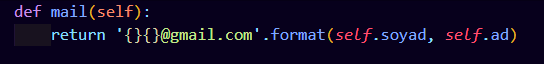 def mail(self):
    return '{}{}@gmail.com'.format(self.soyad, self.ad)